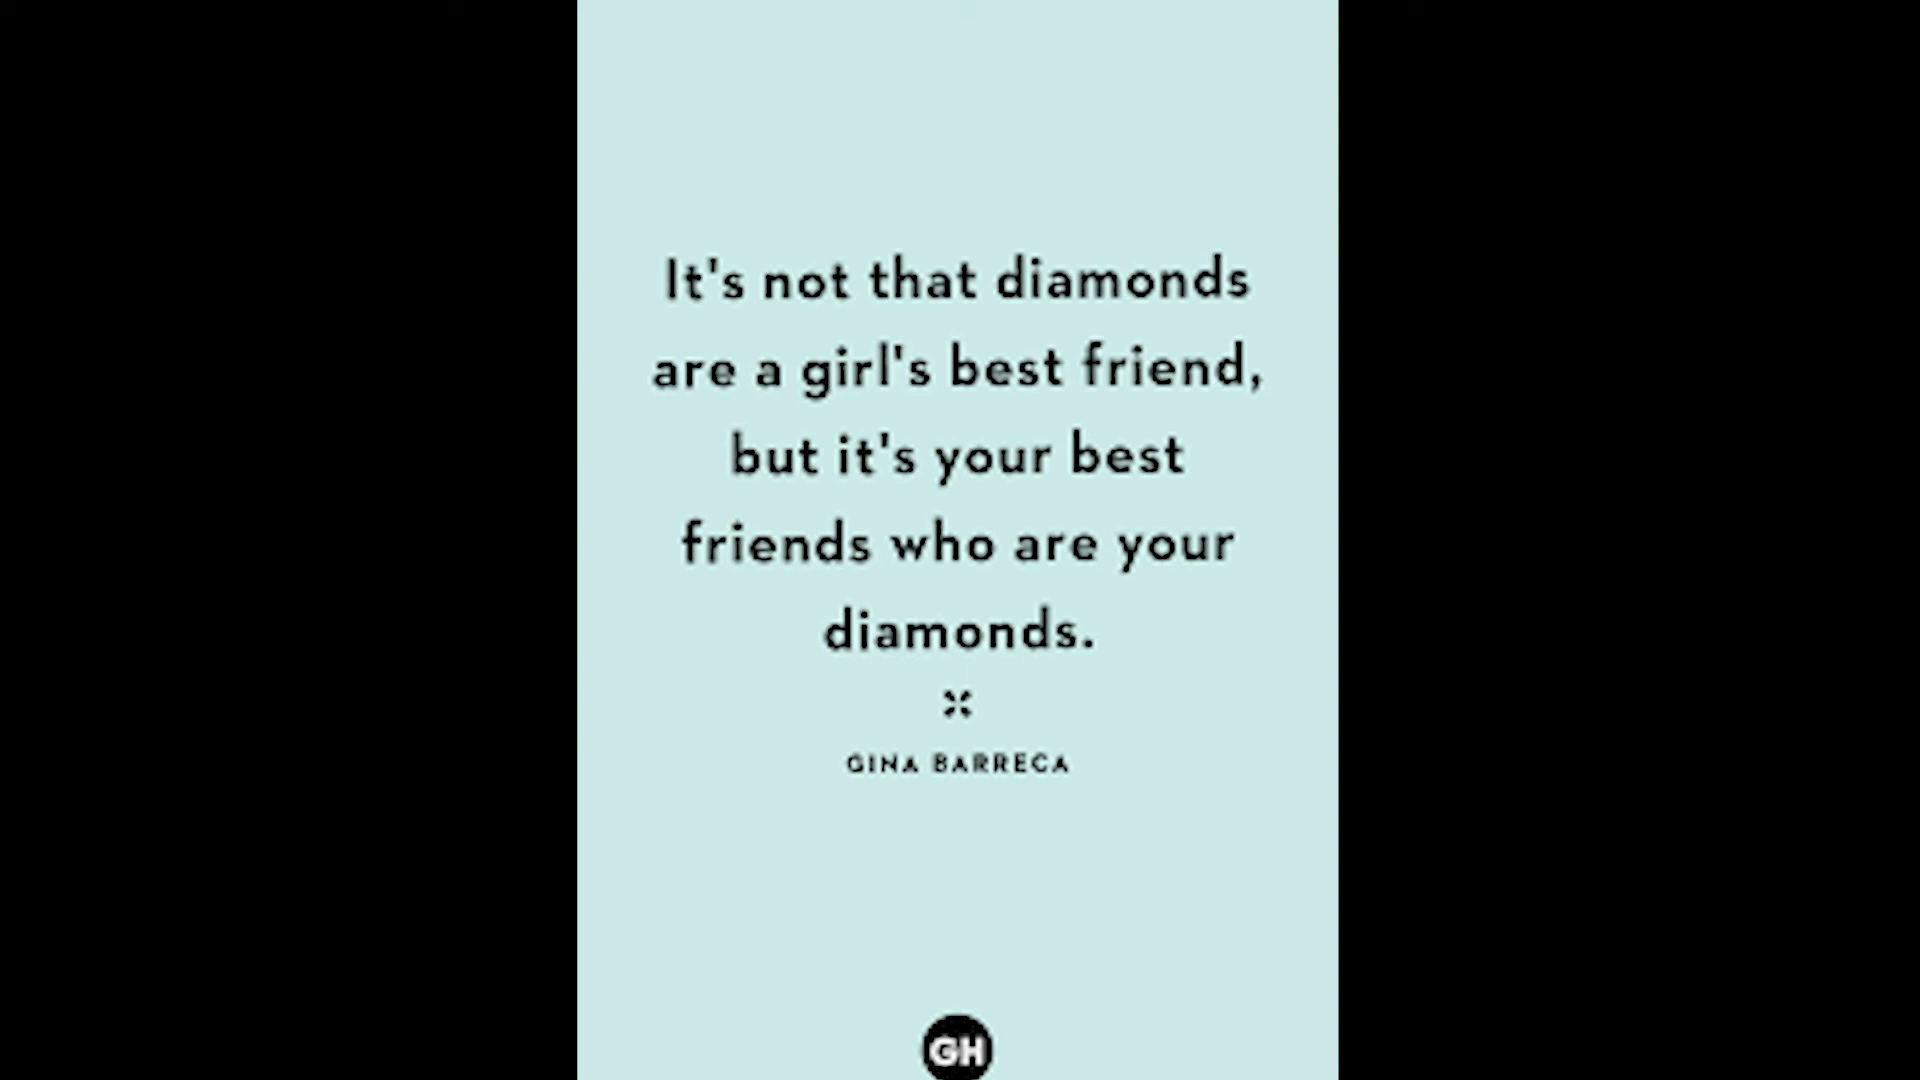 It's not that diamonds
are a girl's best friend,
but it's your best
friends who are your
diamonds.
GINA BARRECA
GH